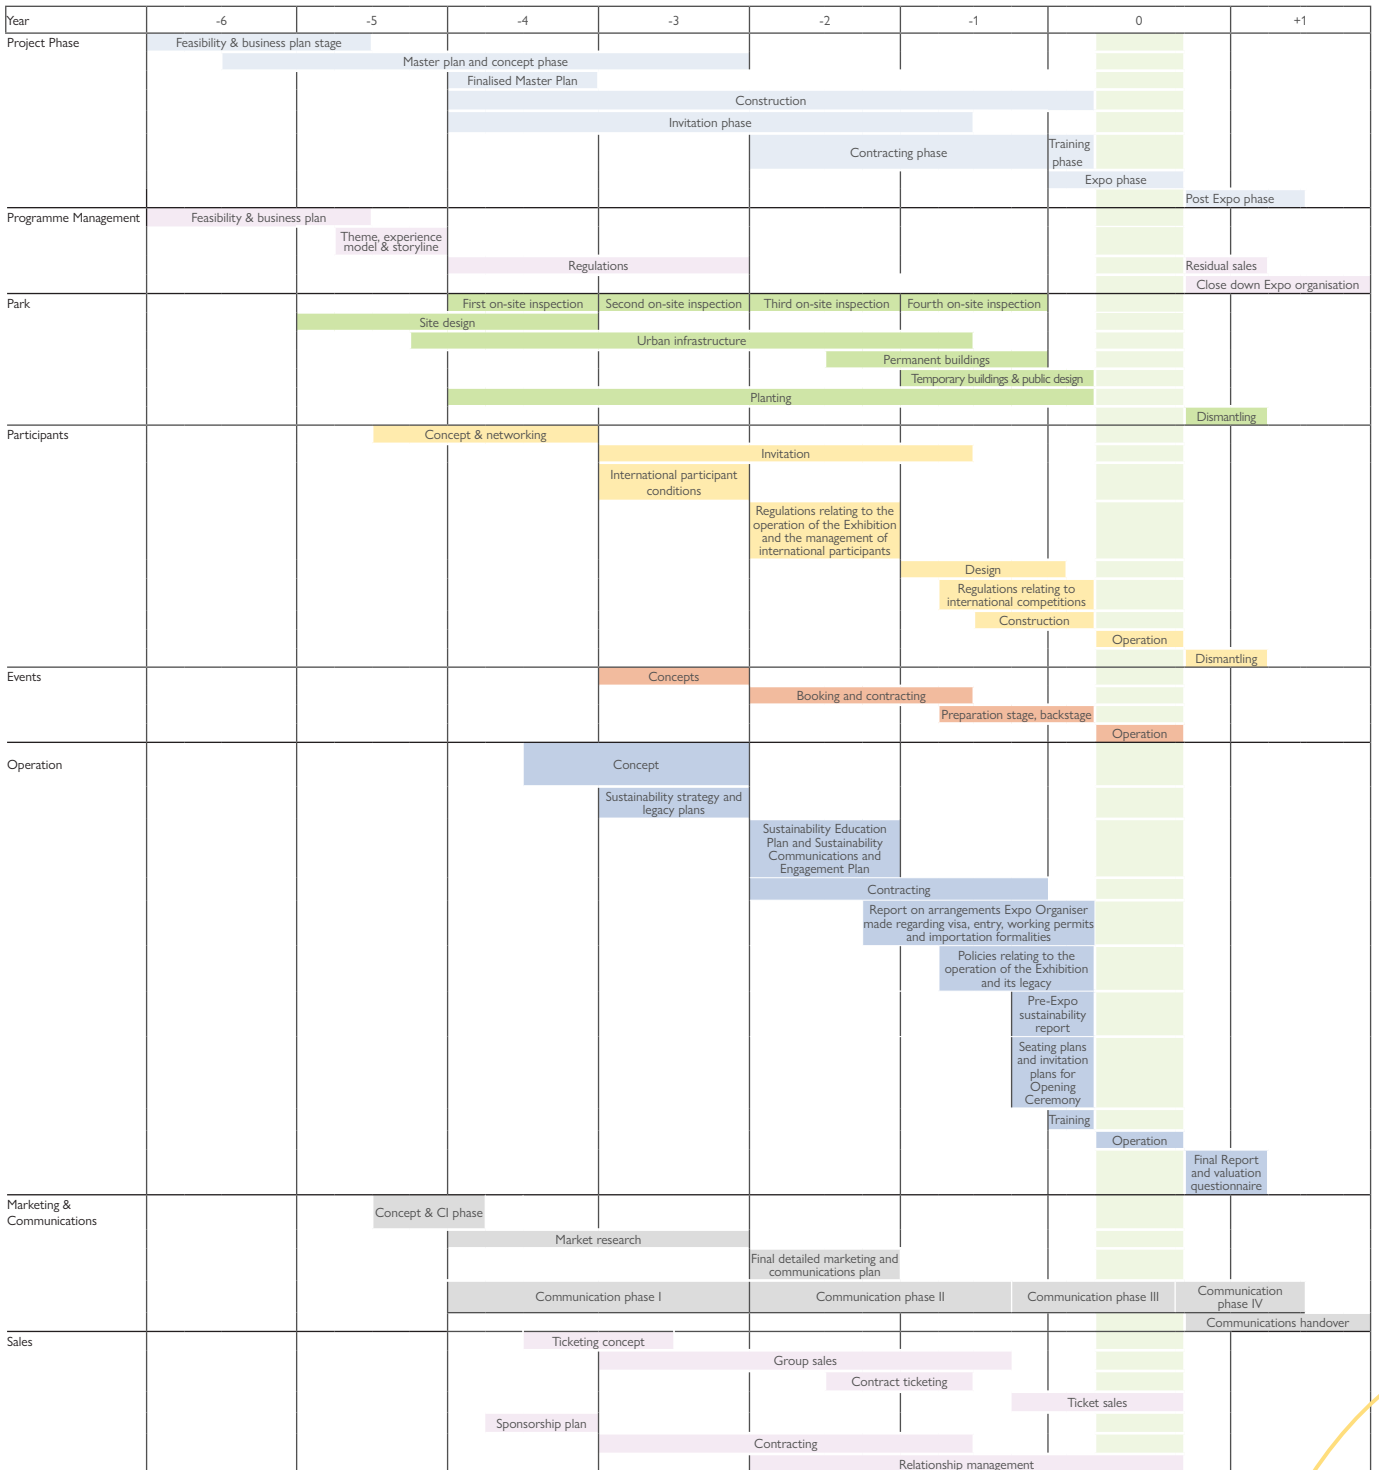 Year -6 -5 -4 -3 -2 -1 0 +1
Project Phase Feasibility & business plan stage
Master plan and concept phase
Finalised Master Plan
Construction
Invitation phase
Contracting phase
Training
phase
Expo phase
Post Expo phase
Programme Management Feasibility & business plan
Theme, experience
model & storyline
Regulations Residual sales
Close down Expo organisation
Park First on-site inspection Second on-site inspection Third on-site inspection Fourth on-site inspection
Site design
Urban infrastructure
Permanent buildings
Temporary buildings & public design
Planting
Dismantling
Participants Concept & networking
Invitation
International participant
conditions
Regulations relating to the
operation of the Exhibition
and the management of
international participants
Design
Regulations relating to
international competitions
Construction
Operation
Dismantling
Events Concepts
Booking and contracting
Preparation stage, backstage
Operation
Operation Concept
Sustainability strategy and
legacy plans
Sustainability Education
Plan and Sustainability
Communications and
Engagement Plan
Contracting
Report on arrangements Expo Organiser
made regarding visa, entry, working permits
and importation formalities
Policies relating to the
operation of the Exhibition
and its legacy
Pre-Expo
sustainability
report
Seating plans
and invitation
plans for
Opening
Ceremony
Training
Operation
Final Report
and valuation
questionnaire
Marketing &
Communications
Concept & CI phase
Market research
Final detailed marketing and
communications plan
Communication phase I Communication phase II Communication phase III
Communication
phase IV
Communications handover
Sales Ticketing concept
Group sales
Contract ticketing
Ticket sales
Sponsorship plan
Contracting
Relationship management